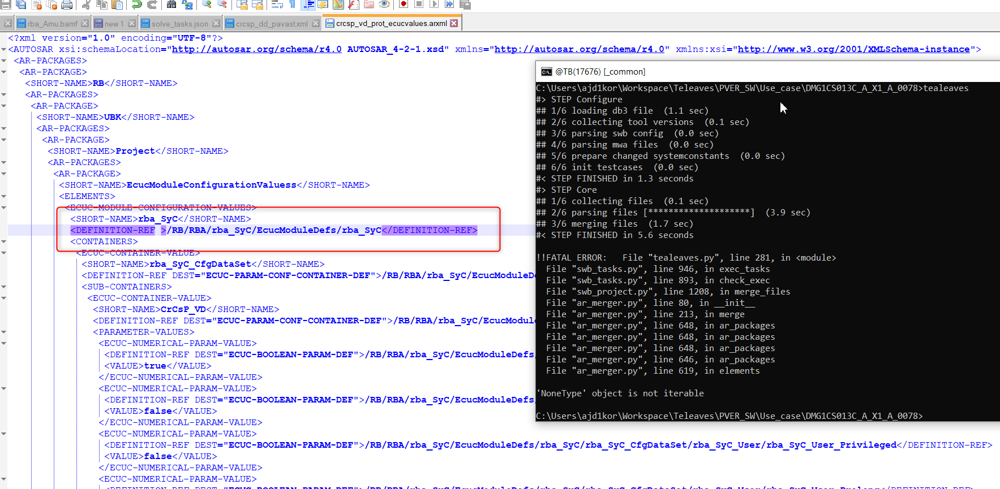 rba_Amu.bamf
new 1
solve_tasks.json
crcsp_dd_pavast.xml
crcsp_vd_prot_ecucvalues.arxml
<?xml version="1.0" encoding="UTF-8"?>
<AUTOSAR xsi:schemaLocation="http://autosar.org/schema/r4.0 AUTOSAR_4-2-1.xsd" xmlns="http://autosar.org/schema/r4.0" xmlns:xsi="http://www.w3.org/2001/XMLSchema-instance">
<AR-PACKAGES>
<AR-PACKAGE>
<SHORT-NAME>RB</SHORT-NAME>
<AR-PACKAGES>
<AR-PACKAGE>
<SHORT-NAME>UBK</SHORT-NAME>
<AR-PACKAGES>
<AR-PACKAGE>
<SHORT-NAME>Project</SHORT-NAME>
<AR-PACKAGES>
<AR-PACKAGE>
<SHORT-NAME>EcucModuleConfigurationValuess</SHORT-NAME>
<ELEMENTS>
<ECUC-MODULE-CONFIGURATION-VALUES>
<SHORT-NAME>rba_SyC</SHORT-NAME>
<DEFINITION-REF >/RB/RBA/rba_SyC/EcucModuleDefs/rba_SyC</DEFINITION-REF>
<CONTAINERS>
<ECUC-CONTAINER-VALUE>
<SHORT-NAME>rba_SyC_CfgDataSet</SHORT-NAME>
<DEFINITION-REF DEST="ECUC-PARAM-CONF-CONTAINER-DEF">/RB/RBA/rba_SyC/EcucModuleDe
<SUB-CONTAINERS>
<ECUC-CONTAINER-VALUE>
<SHORT-NAME>CrCsP_VD</SHORT-NAME>
<DEFINITION-REF DEST="ECUC-PARAM-CONF-CONTAINER-DEF">/RB/RBA/rba_SyC/EcucModul
<PARAMETER-VALUES>
<ECUC-NUMERICAL-PARAM-VALUE>
<DEFINITION-REF DEST="ECUC-BOOLEAN-PARAM-DEF">/RB/RBA/rba_SyC/EcucModuleDefs/
<VALUE>true</VALUE>
</ECUC-NUMERICAL-PARAM-VALUE>
<ECUC-NUMERICAL-PARAM-VALUE>
<DEFINITION-REF DEST="ECUC-BOOLEAN-PARAM-DEF">/RB/RBA/rba_SyC/EcucModuleDefs/
<VALUE>false</VALUE>
</ECUC-NUMERICAL-PARAM-VALUE>
<ECUC-NUMERICAL-PARAM-VALUE>
<DEFINITION-REF DEST="ECUC-BOOLEAN-PARAM-DEF">/RB/RBA/rba_SyC/EcucModuleDefs/rba_SyC/rba_SyC_CfgDataSet/rba_SyC_User/rba_SyC_User_Privileged</DEFINITION-REF>
<VALUE>false</VALUE>
</ECUC-NUMERICAL-PARAM-VALUE>
<ECUC-NUMERICAL-PARAM-VALUE>
@TB(17676) [_common]
C:\Users\ajd1kor\Workspace\Teleaves\PVER_SW\Use_case\DMG1CS013C_A_X1_A_0078>tealeaves
#> STEP Configure
## 1/6 loading db3 file  (1.1 sec)
## 2/6 collecting tool versions  (0.1 sec)
## 3/6 parsing swb config  (0.0 sec)
## 4/6 parsing mwa files  (0.0 sec)
## 5/6 prepare changed systemconstants  (0.0 sec)
## 6/6 init testcases  (0.0 sec)
#< STEP FINISHED in 1.3 seconds
#> STEP Core
## 1/6 collecting files  (0.1 sec)
## 2/6 parsing files [********************]  (3.9 sec)
## 3/6 merging files  (1.7 sec)
#< STEP FINISHED in 5.6 seconds
!!FATAL ERROR:   File "tealeaves.py", line 281, in <module>
File "swb_tasks.py", line 946, in exec_tasks
File "swb_tasks.py", line 893, in check_exec
File "swb_project.py", line 1208, in merge_files
File "ar_merger.py", line 80, in __init__
File "ar_merger.py", line 213, in merge
File "ar_merger.py", line 648, in ar_packages
File "ar_merger.py", line 648, in ar_packages
File "ar_merger.py", line 648, in ar_packages
File "ar_merger.py", line 646, in ar_packages
File "ar_merger.py", line 619, in elements
'NoneType' object is not iterable
C:\Users\ajd1kor\Workspace\Teleaves\PVER_SW\Use_case\DMG1CS013C_A_X1_A_0078>